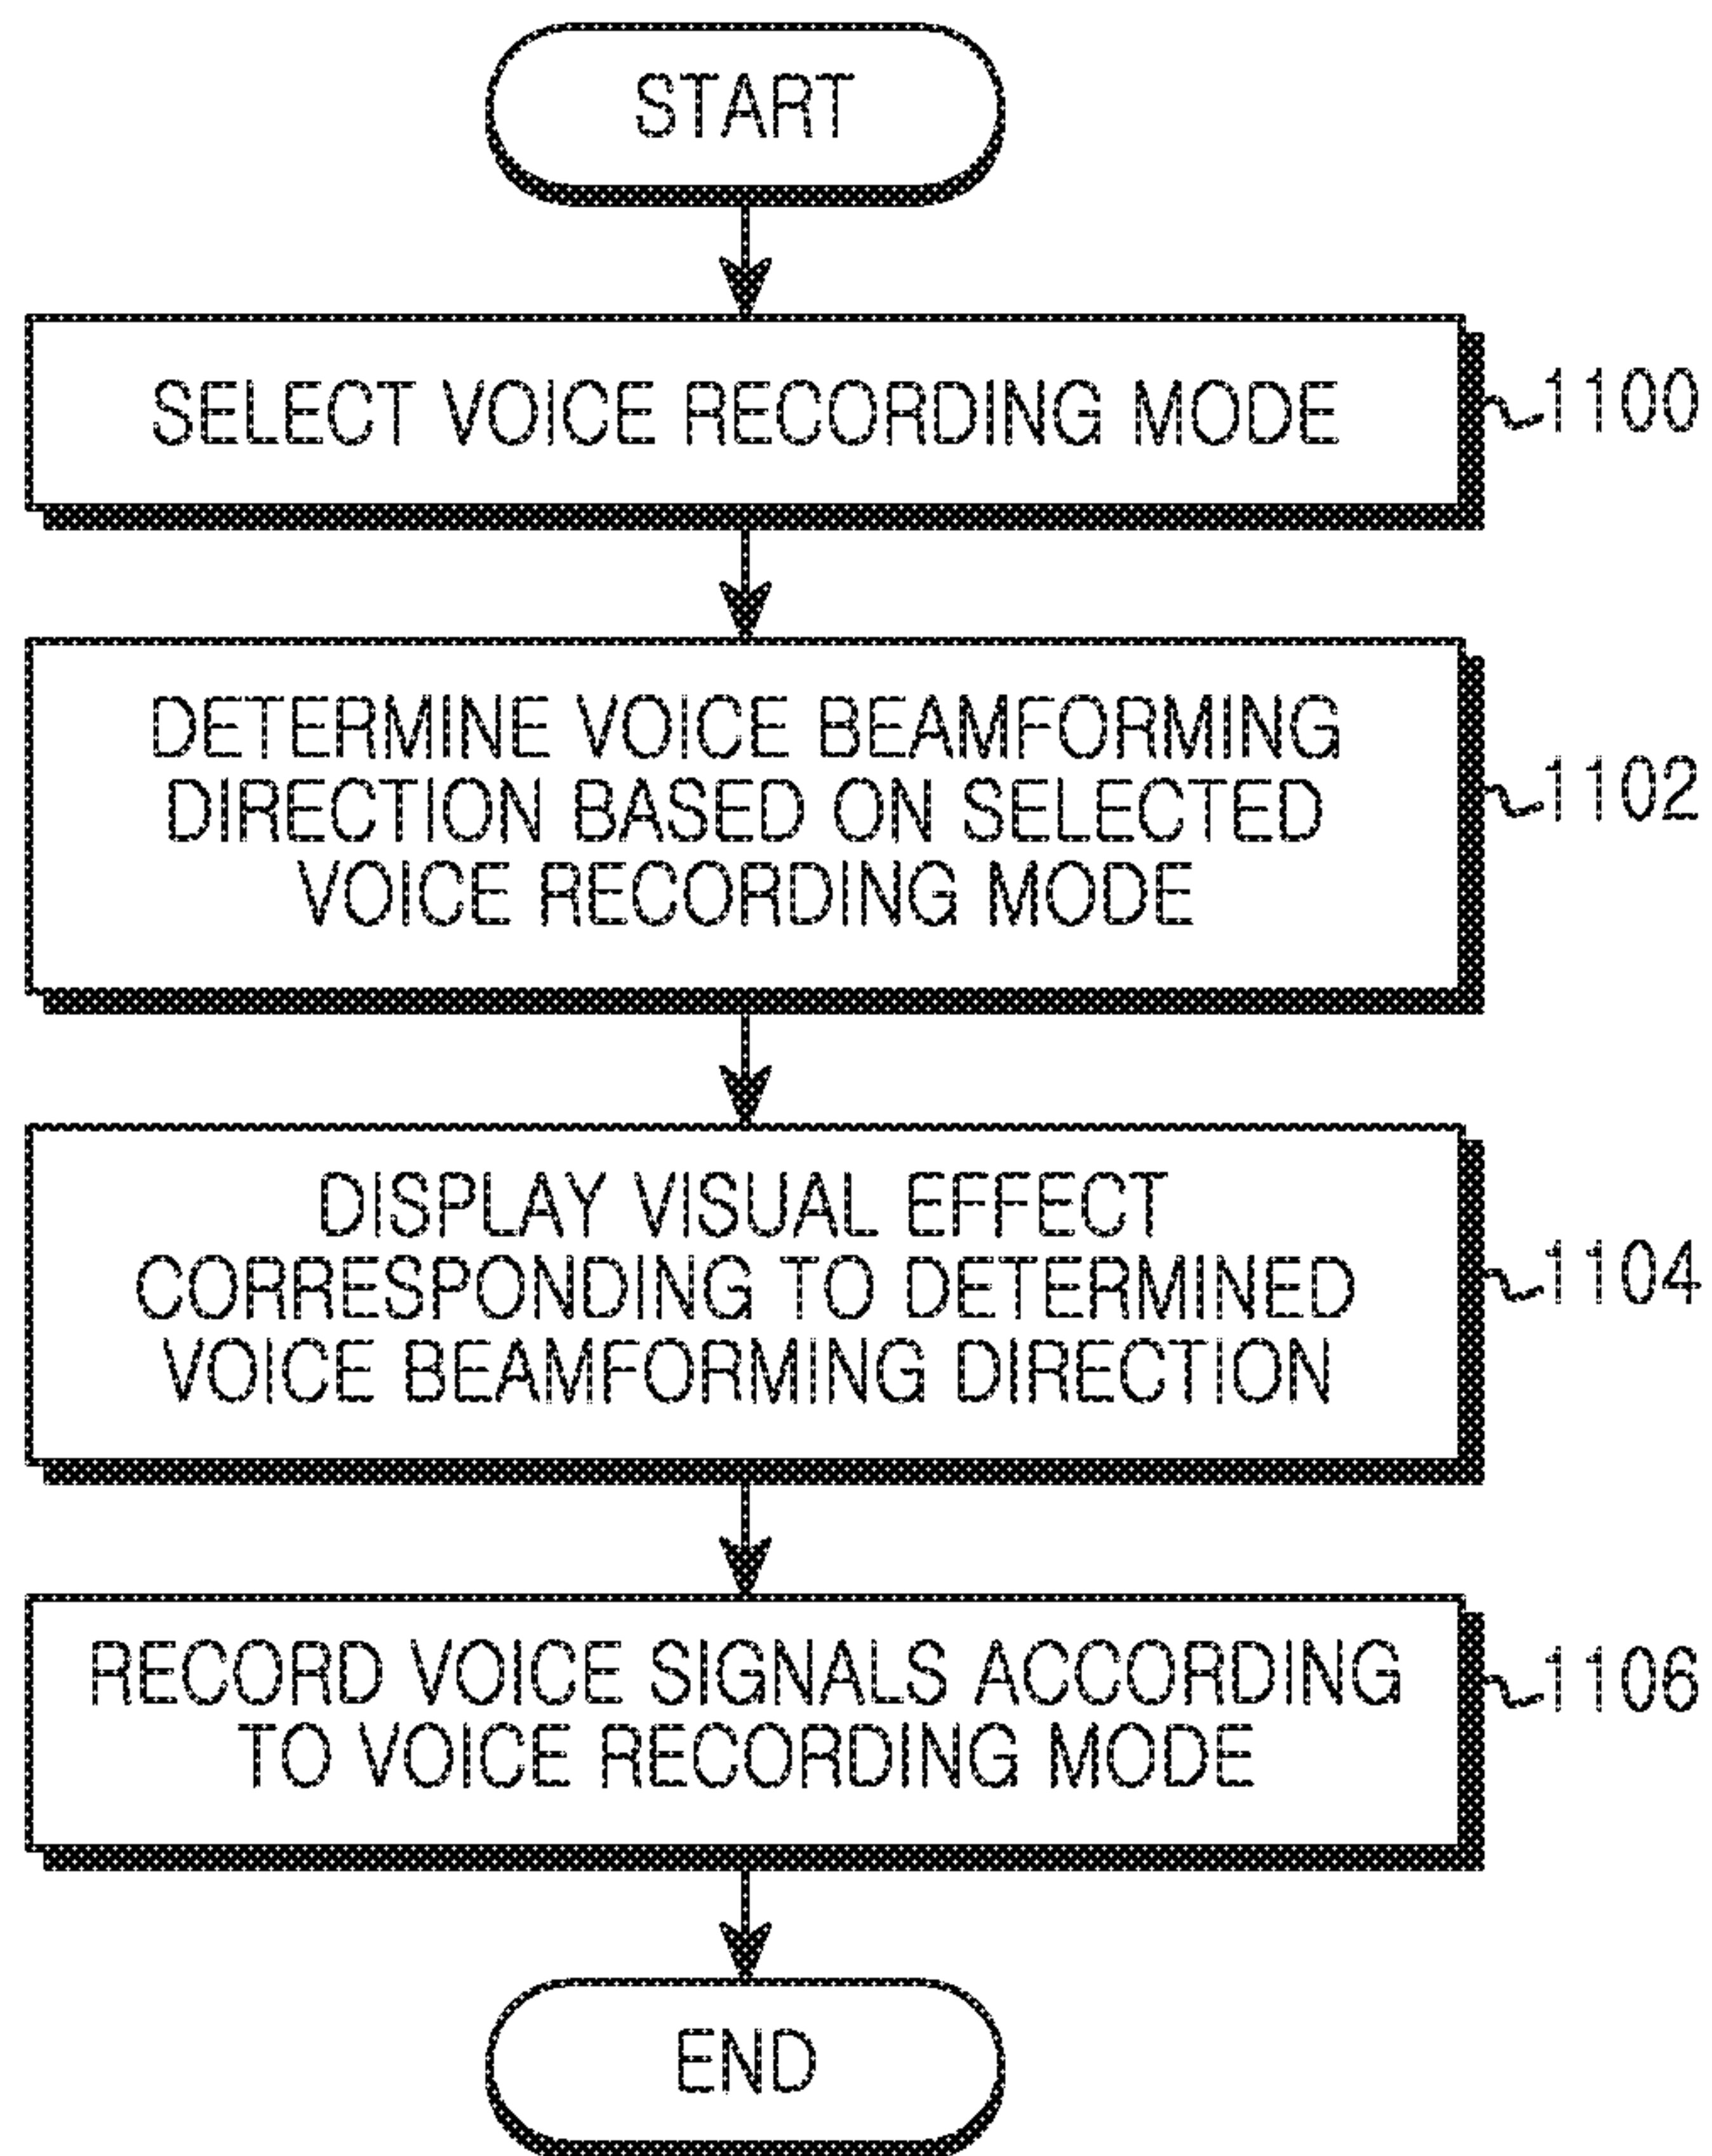 START
SELECT VOICE RECORDING MODE
1100
DETERMINE VOICE BEAMFORMING
DIRECTION BASED ON SELECTED
VOICE RECORDING MODE
1102
DISPLAY VISUAL EFFECT
CORRESPONDING TO DETERMINED
VOICE BEAMFORMING DIRECTION
1104
RECORD VOICE SIGNALS ACCORDING
TO VOICE RECORDING MODE
1106
END